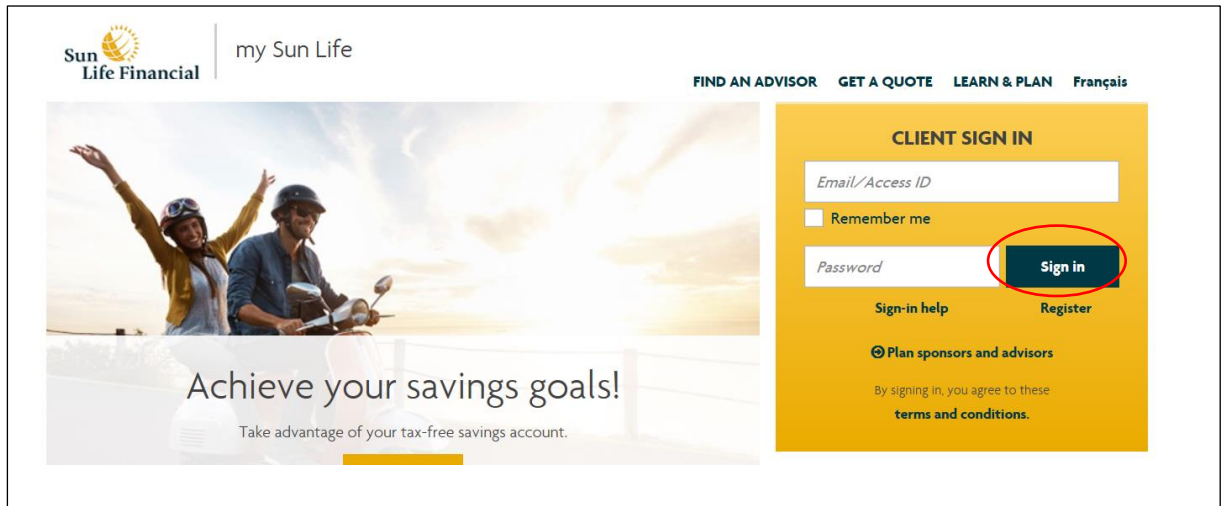 Sun
Life Financial
my Sun Life
FIND AN ADVISOR GET A QUOTE LEARN & PLAN Français
CLIENT SIGN IN
Email/Access ID
Remember me
Password
Sign in
Sign-in help
Register
Plan sponsors and advisors
By signing in, you agree to these
terms and conditions.
Achieve your savings goals!
Take advantage of your tax-free savings account.